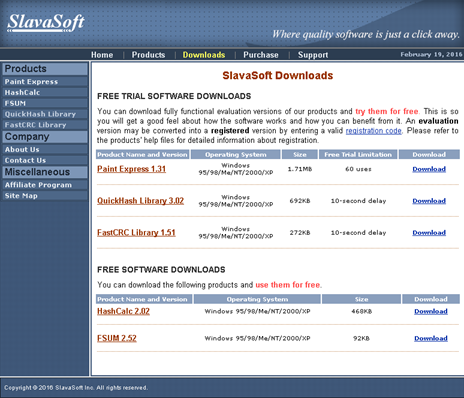 SlavaSoft
Where quality software is just a click away.
Home | Products | Downloads | Purchase | Support
February 19, 2016
Products
Paint Express
HashCalc
FSUM
QuickHash Library
FastCRC Library
Company
About Us
Contact Us
Miscellaneous
Affiliate Program
Site Map
SlavaSoft Downloads
FREE TRIAL SOFTWARE DOWNLOADS
You can download fully functional evaluation versions of our products and try them for free. This is so
you will get a good feel about how the software works and how you can benefit from it. An evaluation
version may be converted into a registered version by entering a valid registration code. Please refer to
the products' help files for detailed information about registration.
Product Name and Version Operating System Size Free Trial Limitation Download
Paint Express 1.31 Windows 95/98/Me/NT/2000/XP 1.71MB 60 uses Download
QuickHash Library 3.02 Windows 95/98/Me/NT/2000/XP 692KB 10-second delay Download
FastCRC Library 1.51 Windows 95/98/Me/NT/2000/XP 272KB 10-second delay Download
FREE SOFTWARE DOWNLOADS
You can download the following products and use them for free.
Product Name and Version Operating System Size Download
HashCalc 2.02 Windows 95/98/Me/NT/2000/XP 468KB Download
FSUM 2.52 Windows 95/98/Me/NT/2000/XP 92KB Download
Copyright © 2016 SlavaSoft Inc. All rights reserved.